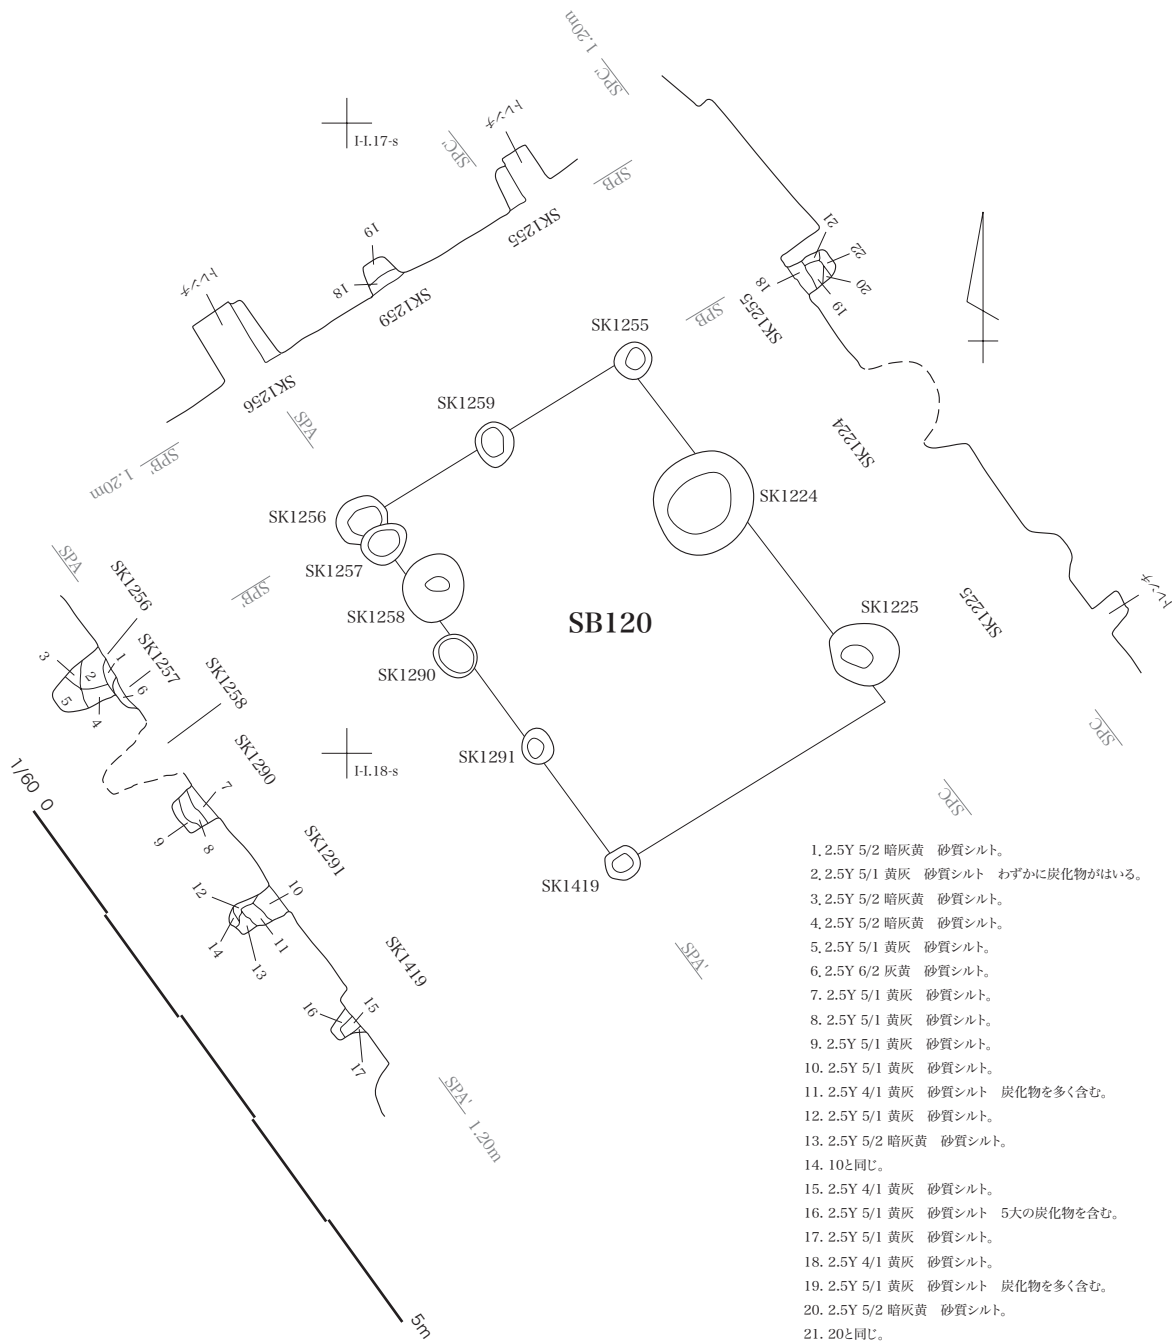 SPC' 1.20m
I-I.17-s
トレンチ
SPC'
SPB
SK1255
19
18
SK1259
トレンチ
SK1256
SPB
21
22
20
19
18
SK1255
SK1224
SK1225
トレンチ
SPC
SPC
SPA
SPB' 1.20m
SPB'
SK1255
SK1259
SK1224
SK1256
SK1257
SK1258
SK1225
SB120
SK1290
SK1291
SK1419
I-I.18-s
SPA
SK1256
SK1257
SK1258
SK1290
SK1291
SK1419
3
2
1
6
5
4
7
8
9
10
12
14
13
11
16
15
17
SPA'
SPA' 1.20m
1/60 0
5m
1. 2.5Y 5/2 暗灰黄 砂質シルト。
2. 2.5Y 5/1 黄灰 砂質シルト わずかに炭化物がはいる。
3. 2.5Y 5/2 暗灰黄 砂質シルト。
4. 2.5Y 5/2 暗灰黄 砂質シルト。
5. 2.5Y 5/1 黄灰 砂質シルト。
6. 2.5Y 6/2 灰黄 砂質シルト。
7. 2.5Y 5/1 黄灰 砂質シルト。
8. 2.5Y 5/1 黄灰 砂質シルト。
9. 2.5Y 5/1 黄灰 砂質シルト。
10. 2.5Y 5/1 黄灰 砂質シルト。
11. 2.5Y 4/1 黄灰 砂質シルト 炭化物を多く含む。
12. 2.5Y 5/1 黄灰 砂質シルト。
13. 2.5Y 5/2 暗灰黄 砂質シルト。
14. 10と同じ。
15. 2.5Y 4/1 黄灰 砂質シルト。
16. 2.5Y 5/1 黄灰 砂質シルト 5大の炭化物を含む。
17. 2.5Y 5/1 黄灰 砂質シルト。
18. 2.5Y 4/1 黄灰 砂質シルト。
19. 2.5Y 5/1 黄灰 砂質シルト 炭化物を多く含む。
20. 2.5Y 5/2 暗灰黄 砂質シルト。
21. 20と同じ。